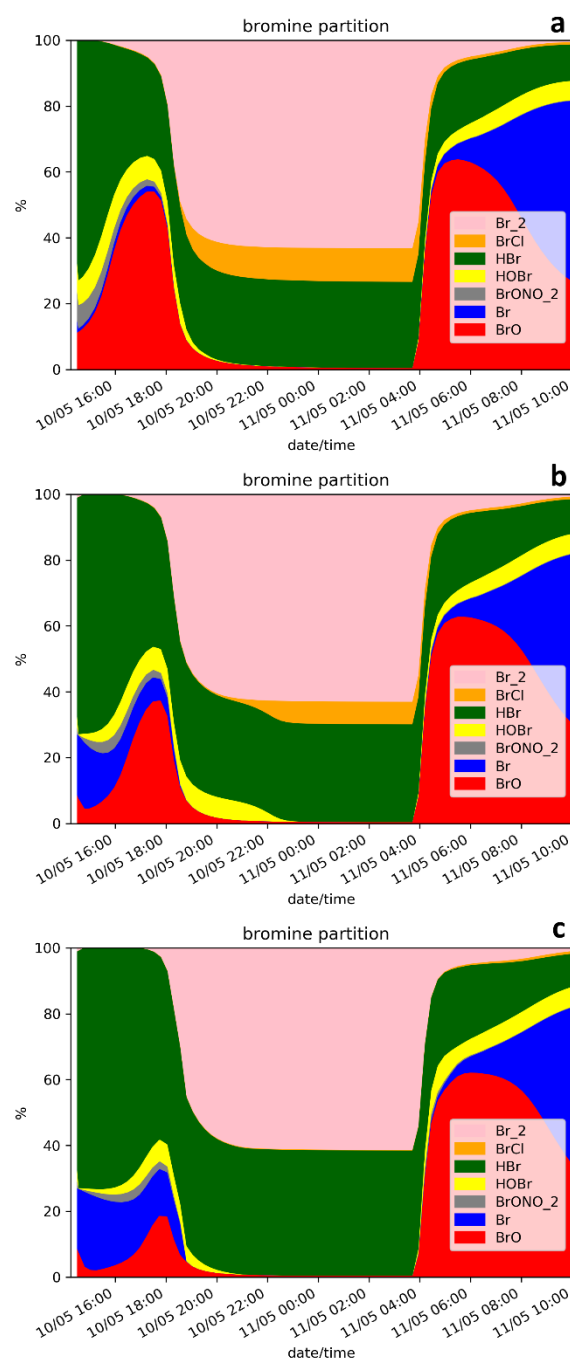 bromine partition a
100
80
60
40
20
0
%
Br_2
BrCl
HBr
HOBr
BrONO_2
Br
BrO
10/05 16:00
10/05 18:00
10/05 20:00
10/05 22:00
11/05 00:00
11/05 02:00
11/05 04:00
11/05 06:00
11/05 08:00
11/05 10:00
date/time
bromine partition b
100
80
60
40
20
0
%
Br_2
BrCl
HBr
HOBr
BrONO_2
Br
BrO
10/05 16:00
10/05 18:00
10/05 20:00
10/05 22:00
11/05 00:00
11/05 02:00
11/05 04:00
11/05 06:00
11/05 08:00
11/05 10:00
date/time
bromine partition c
100
80
60
40
20
0
%
Br_2
BrCl
HBr
HOBr
BrONO_2
Br
BrO
10/05 16:00
10/05 18:00
10/05 20:00
10/05 22:00
11/05 00:00
11/05 02:00
11/05 04:00
11/05 06:00
11/05 08:00
11/05 10:00
date/time